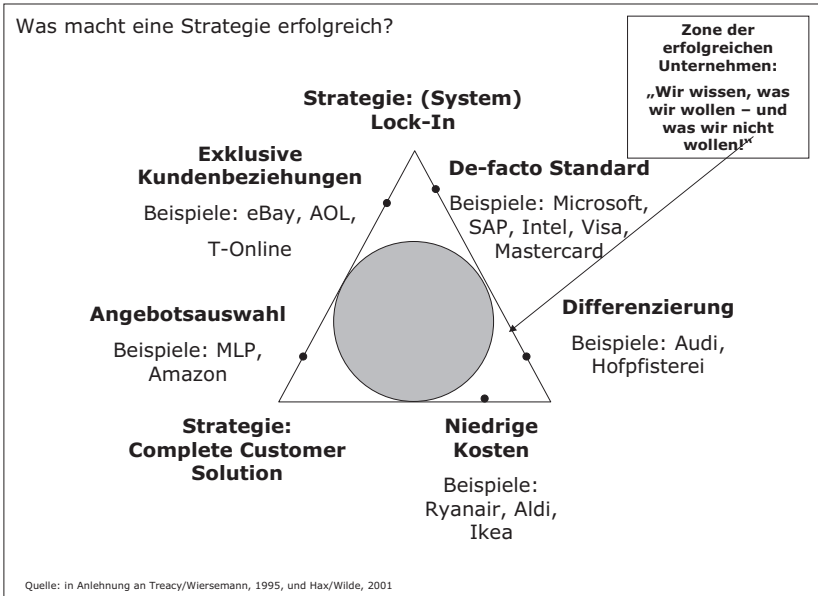 Was macht eine Strategie erfolgreich?
Zone der
erfolgreichen
Unternehmen:
„Wir wissen, was
wir wollen – und
was wir nicht
wollen!“
Strategie: (System)
Lock-In
Exklusive
Kundenbeziehungen
Beispiele: eBay, AOL,
T-Online
De-facto Standard
Beispiele: Microsoft,
SAP, Intel, Visa,
Mastercard
Angebotsauswahl
Beispiele: MLP,
Amazon
Differenzierung
Beispiele: Audi,
Hofpfisterei
Strategie:
Complete Customer
Solution
Niedrige
Kosten
Beispiele:
Ryanair, Aldi,
Ikea
Quelle: in Anlehnung an Treacy/Wiersemann, 1995, und Hax/Wilde, 2001